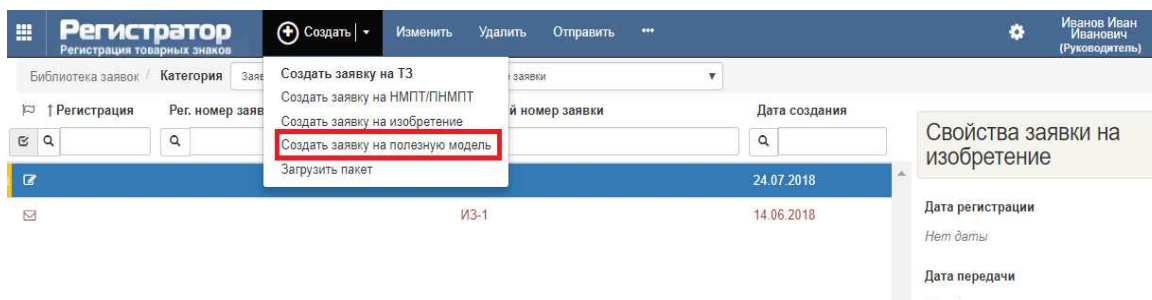 Регистратор
Регистрация товарных знаков
Создать
Изменить
Удалить
Отправить
Иванов Иван
Иванович
(Руководитель)
Библиотека заявок / Категория
заявки
Создать заявку на ТЗ
Создать заявку на НМПТ/ПНМПТ
Создать заявку на изобретение
Создать заявку на полезную модель
Загрузить пакет
↑ Регистрация
Рег. номер
номер заявки
Дата создания
24.07.2018
ИЗ-1
14.06.2018
Свойства заявки на
изобретение
Дата регистрации
Нет даты
Дата передачи